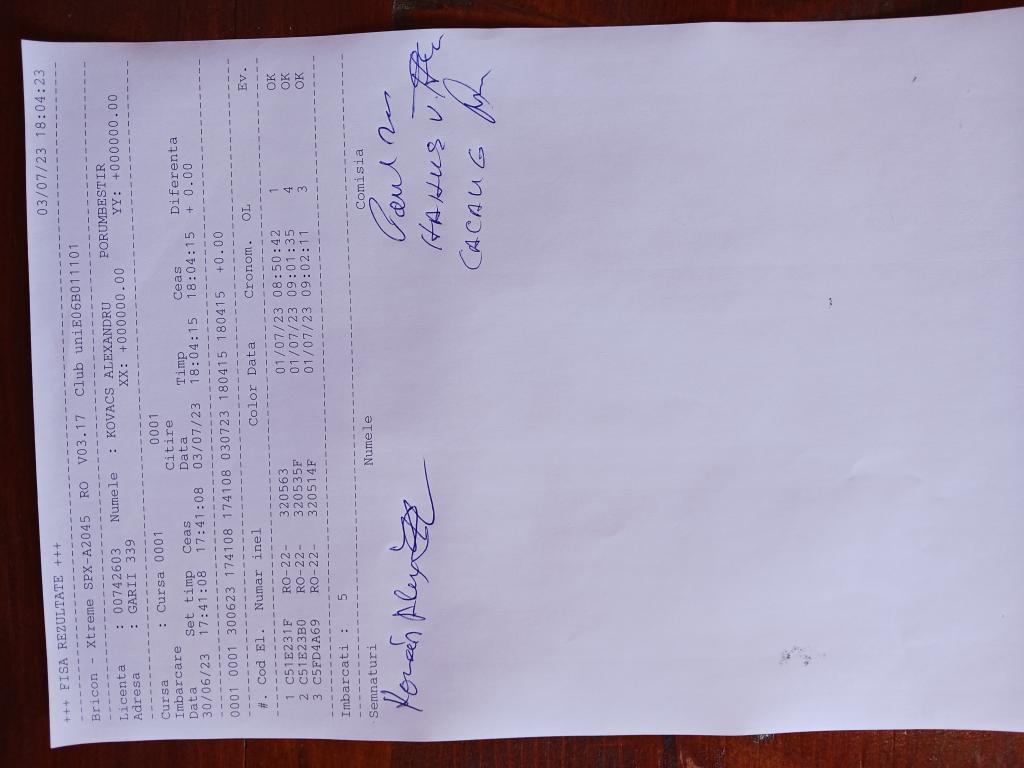 +++ FISA REZULTATE +++ 03/07/23 18:04:23
Bricon - Xtreme SPX-A2045 RO V03.17 Club uniE06B011101
Licenta : 00742603 Numele : KOVACS ALEXANDRU PORUMBESTIR
Adresa : GARII 339 XX: +000000.00 YY: +000000.00
Cursa : Cursa 0001 0001
Imbarcare Citire
Data Set timp Ceas Data Timp Ceas Diferenta
30/06/23 17:41:08 17:41:08 03/07/23 18:04:15 18:04:15 + 0.00
0001 0001 300623 174108 174108 030723 180415 180415 +0.00
#. Cod El. Numar inel Color Data Cronom. OL Ev.
1 C51E231F RO-22- 320563 01/07/23 08:50:42 1 OK
2 C51E23B0 RO-22- 320535F 01/07/23 09:01:35 4 OK
3 C5FD4A69 RO-22- 320514F 01/07/23 09:02:11 3 OK
Imbarcati : 5
Semnaturi Numele Comisia